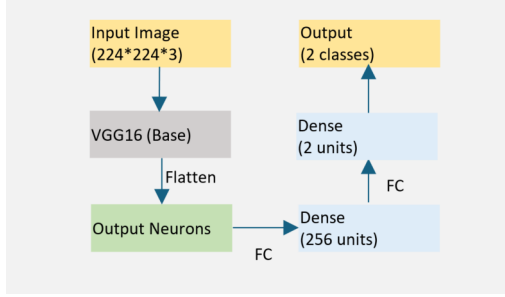 Input Image
(224*224*3)
VGG16 (Base)
Flatten
Output Neurons
FC
Dense
(256 units)
FC
Dense
(2 units)
Output
(2 classes)